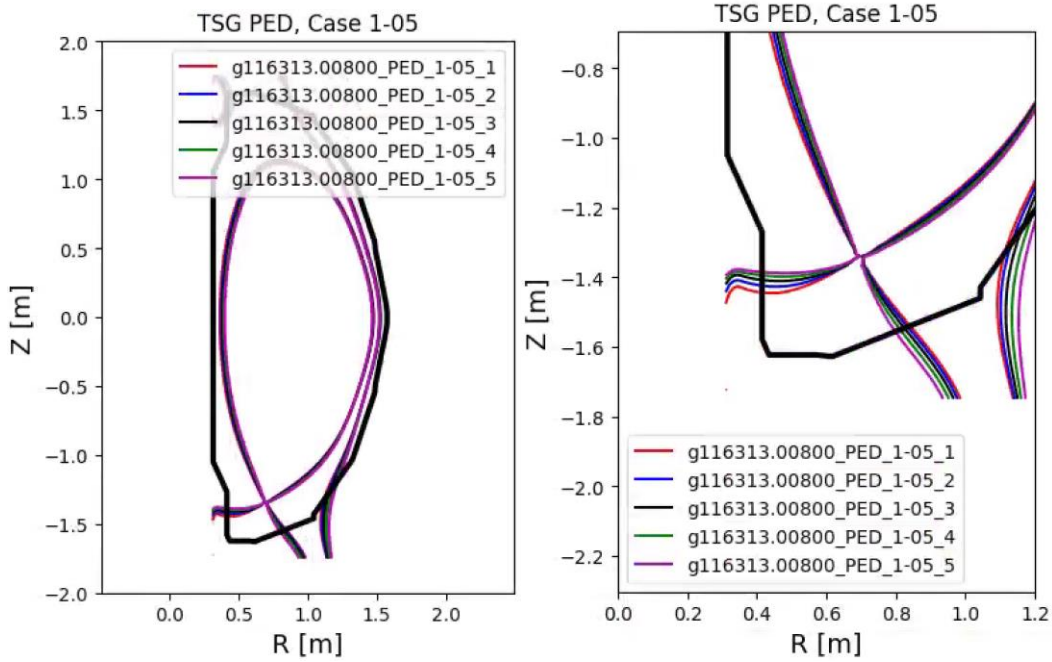 TSG PED, Case 1-05
2.0
1.5
1.0
0.5
0.0
−0.5
−1.0
−1.5
−2.0
Z [m]
g116313.00800_PED_1-05_1
g116313.00800_PED_1-05_2
g116313.00800_PED_1-05_3
g116313.00800_PED_1-05_4
g116313.00800_PED_1-05_5
0.0 0.5 1.0 1.5 2.0
R [m]
TSG PED, Case 1-05
−0.8
−1.0
−1.2
−1.4
−1.6
−1.8
−2.0
−2.2
Z [m]
g116313.00800_PED_1-05_1
g116313.00800_PED_1-05_2
g116313.00800_PED_1-05_3
g116313.00800_PED_1-05_4
g116313.00800_PED_1-05_5
0.0 0.2 0.4 0.6 0.8 1.0 1.2
R [m]